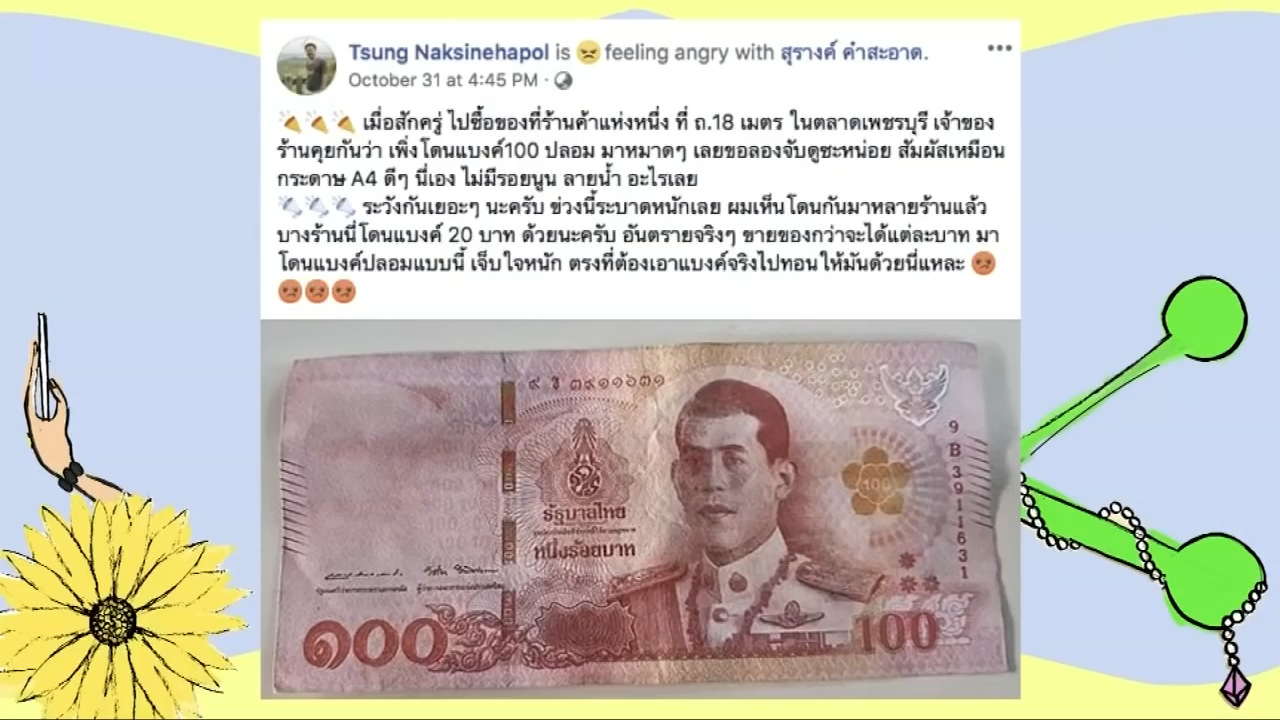 Tsung Naksinehapol is 😠 feeling angry with สุรางค์ คำสะอาด.
October 31 at 4:45 PM ·
เมื่อสักครู่ ไปซื้อของที่ร้านค้าแห่งหนึ่ง ที่ ถ.18 เมตร ในตลาดเพชรบุรี เจ้าของ
ร้านคุยกันว่า เพิ่งโดนแบงค์100 ปลอม มาหมาดๆ เลยขอลองจับดูซะหน่อย สัมผัสเหมือน
กระดาษ A4 ดีๆ นี่เอง ไม่มีรอยนูน ลายน้ำ อะไรเลย
ระวังกันเยอะๆ นะครับ ช่วงนี้ระบาดหนักเลย ผมเห็นโดนกันมาหลายร้านแล้ว
บางร้านนี่โดนแบงค์ 20 บาท ด้วยนะครับ อันตรายจริงๆ ขายของกว่าจะได้แต่ละบาท มา
โดนแบงค์ปลอมแบบนี้ เจ็บใจหนัก ตรงที่ต้องเอาแบงค์จริงไปทอนให้มันด้วยนี่แหละ
๙ ข ๓๙๑๑๖๓๑
9B3911631
100
รัฐบาลไทย
หนึ่งร้อยบาท
๑๐๐
100